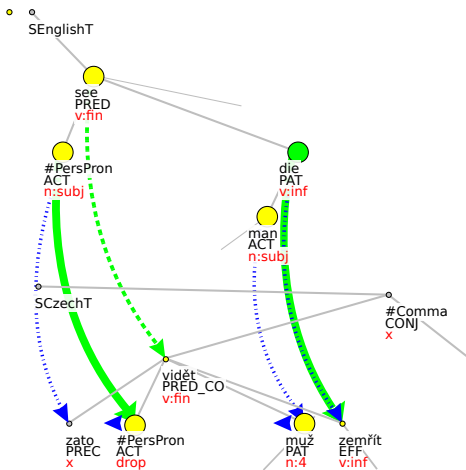 SEnglishT
see
PRED
v:fin
#PersPron
ACT
n:subj
die
PAT
v:inf
man
ACT
n:subj
SCzechT
#Comma
CONJ
x
vidět
PRED_CO
v:fin
zato
PREC
x
#PersPron
ACT
drop
muž
PAT
n:4
zemřít
EFF
v:inf